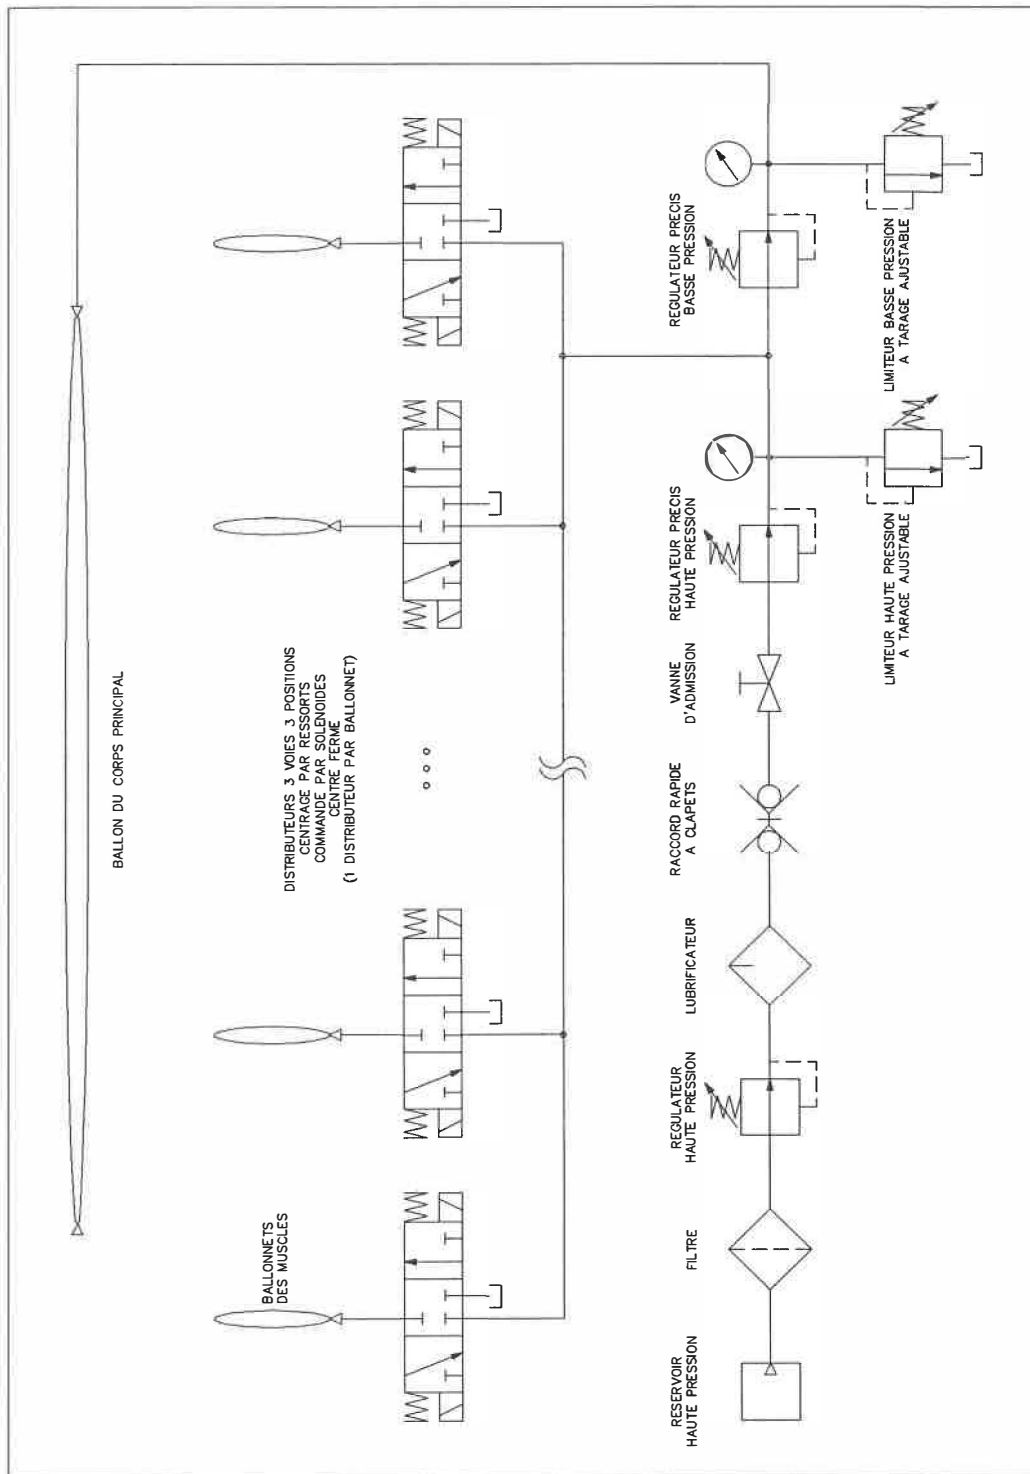 BALLON DU CORPS PRINCIPAL
BALLONNETS
DES MUSCLES
DISTRIBUTEURS 3 VOIES 3 POSITIONS
CENTRAGE PAR RESSORTS
COMMANDE PAR SOLENOIDES
CENTRE FERME
(1 DISTRIBUTEUR PAR BALLONNET)
RESERVOIR
HAUTE PRESSION
FILTRE
REGULATEUR
HAUTE PRESSION
LUBRIFICATEUR
RACCORD RAPIDE
A CLAPETS
VANNE
D'ADMISSION
REGULATEUR PRECIS
HAUTE PRESSION
REGULATEUR PRECIS
BASSE PRESSION
LIMITEUR HAUTE PRESSION
A TARAGE AJUSTABLE
LIMITEUR BASSE PRESSION
A TARAGE AJUSTABLE